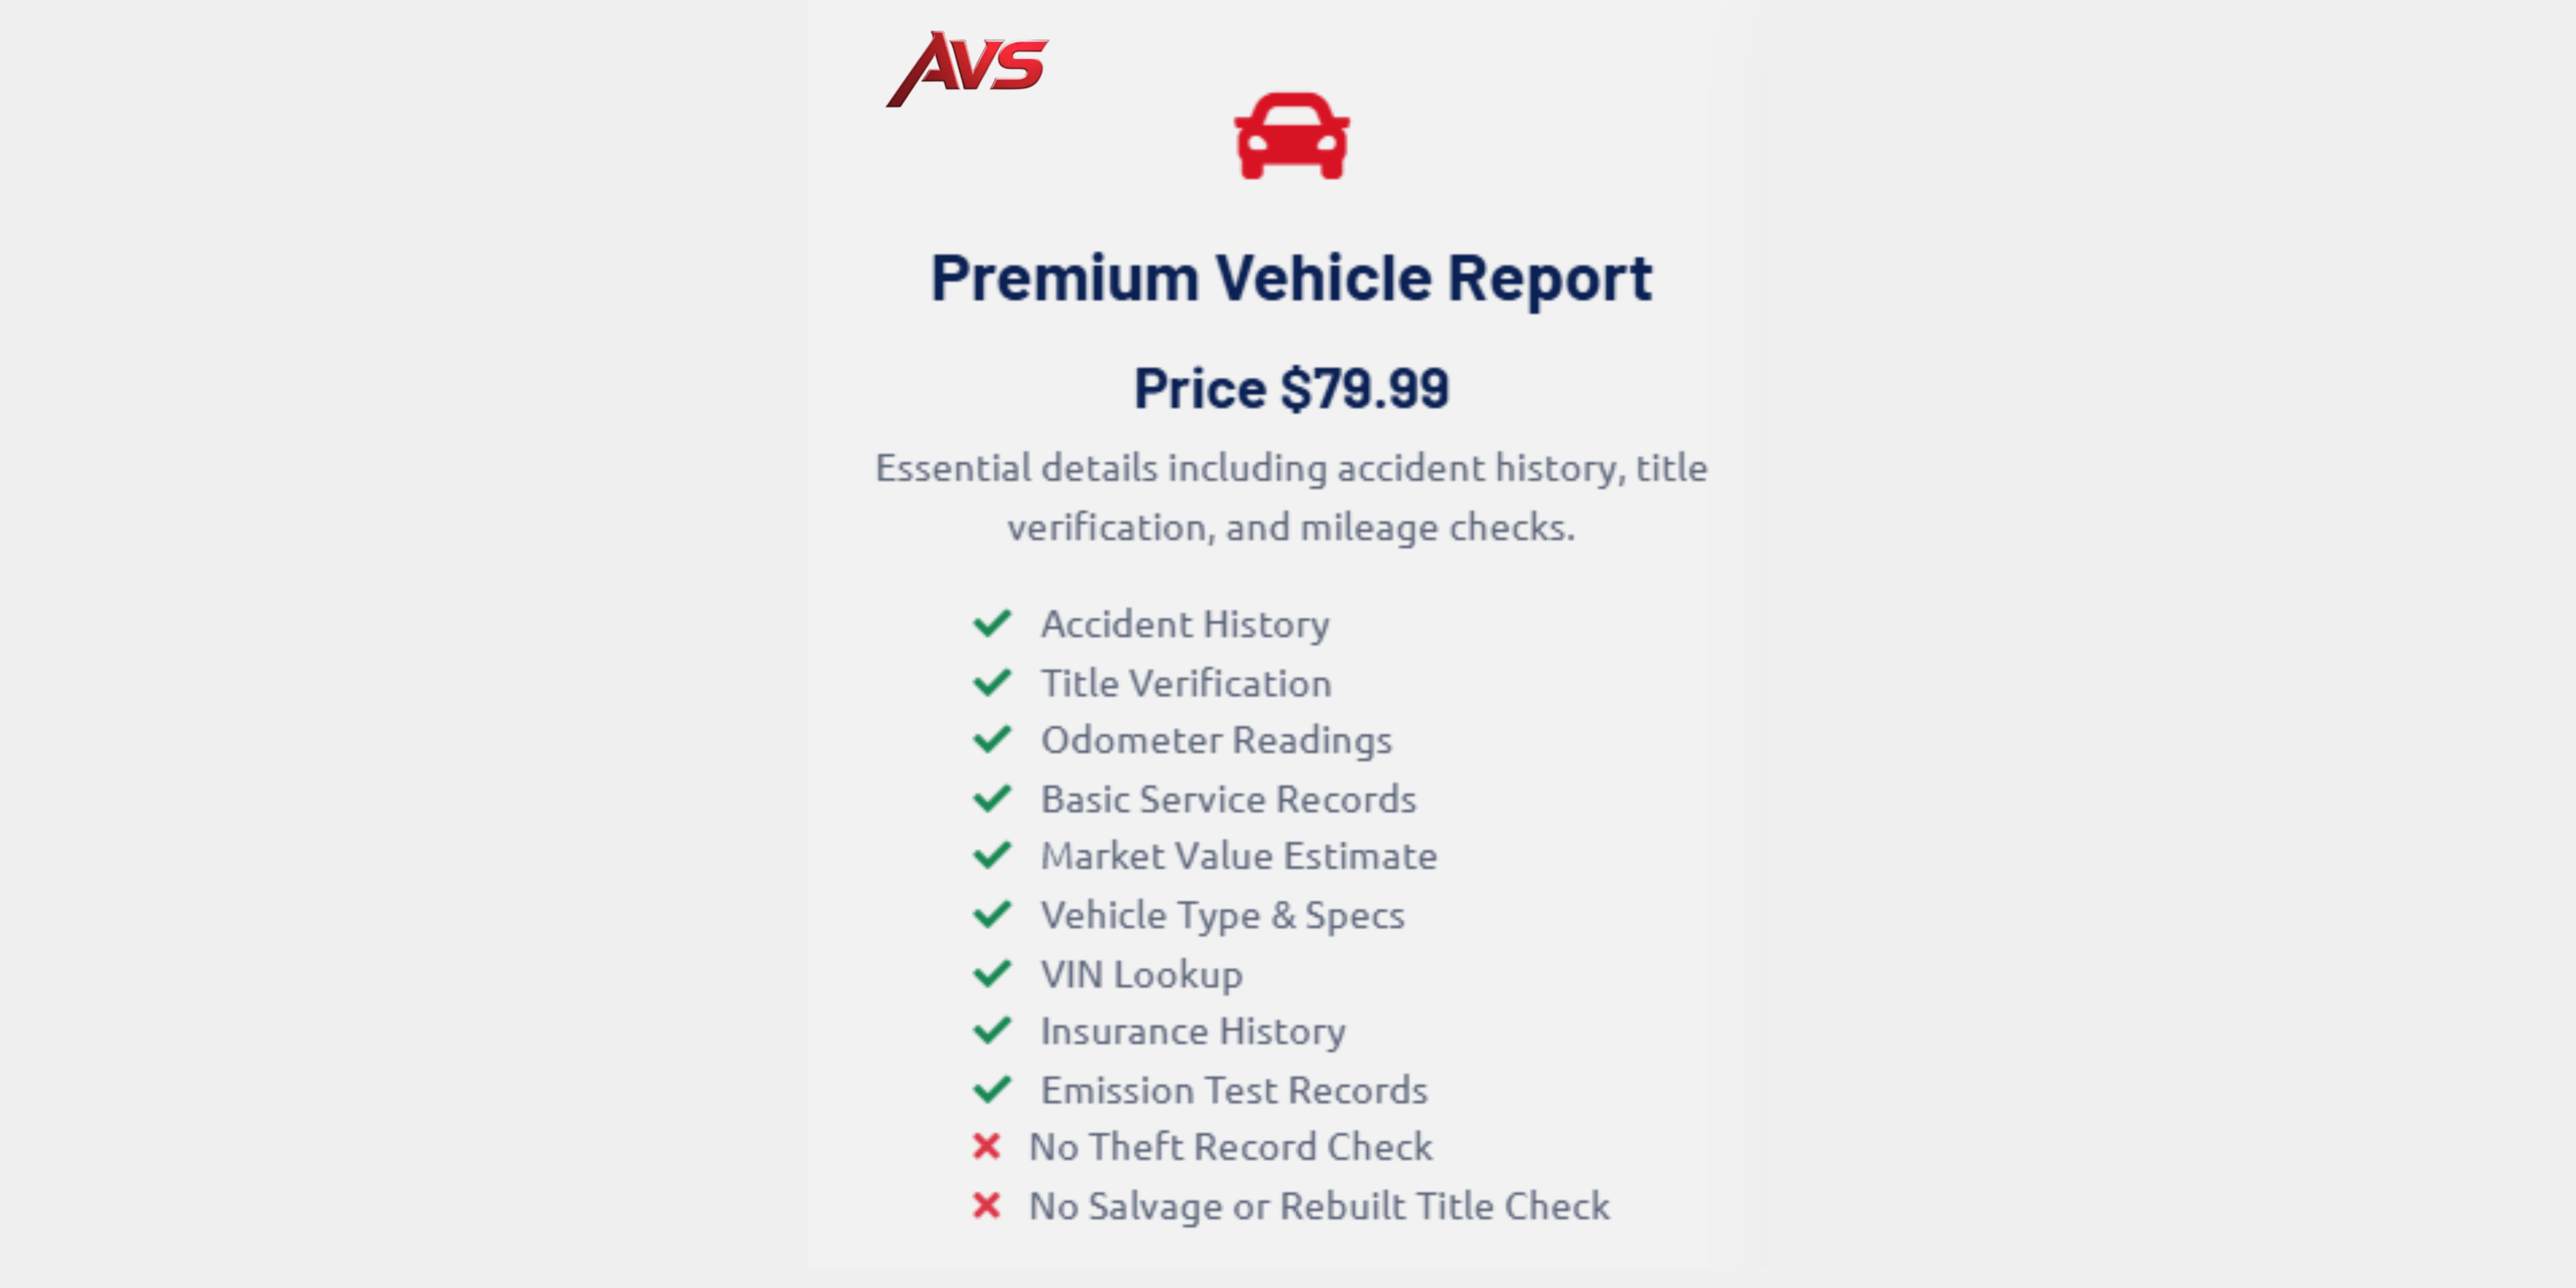 AVS
Premium Vehicle Report
Price $79.99
Essential details including accident history, title
verification, and mileage checks.
Accident History
Title Verification
Odometer Readings
Basic Service Records
Market Value Estimate
Vehicle Type & Specs
VIN Lookup
Insurance History
Emission Test Records
No Theft Record Check
No Salvage or Rebuilt Title Check